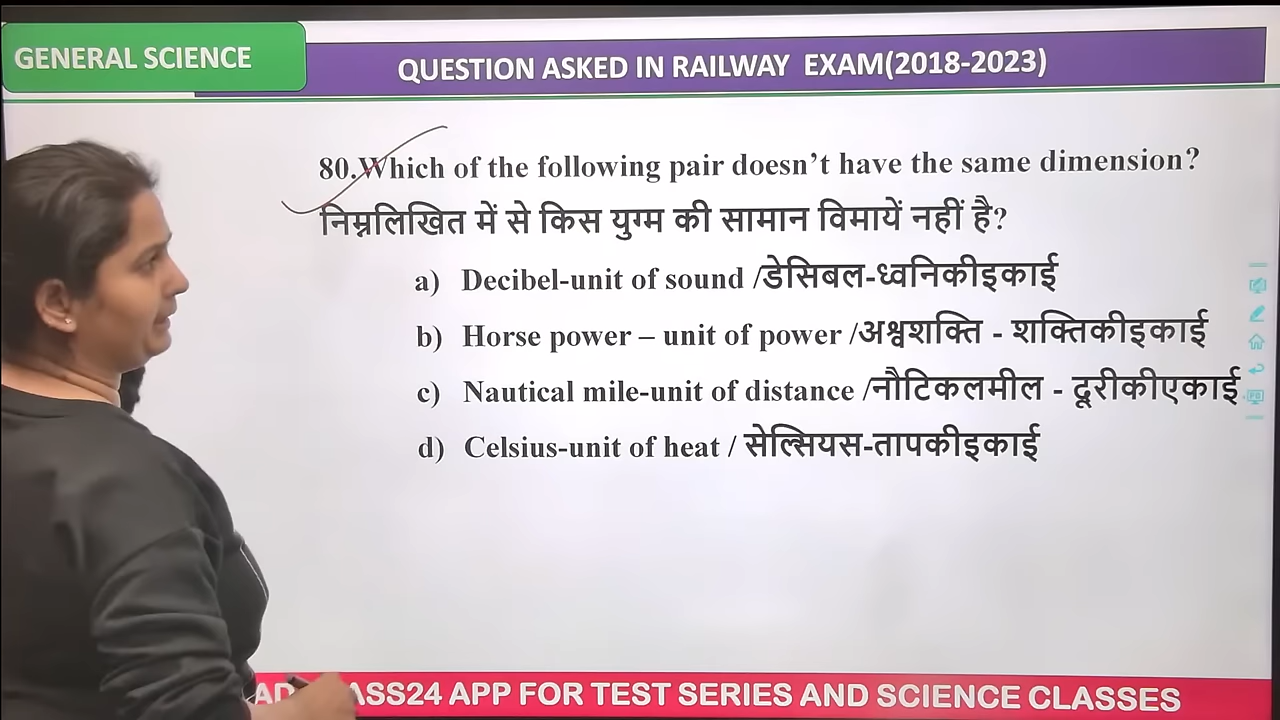 GENERAL SCIENCE
QUESTION ASKED IN RAILWAY EXAM(2018-2023)
80.Which of the following pair doesn't have the same dimension?
निम्नलिखित में से किस युग्म की सामान विमायें नहीं है?
a) Decibel-unit of sound /डेसिबल-ध्वनिकीइकाई
b) Horse power – unit of power /अश्वशक्ति - शक्तिकीइकाई
c) Nautical mile-unit of distance /नौटिकलमील - दूरीकीएकाई
d) Celsius-unit of heat / सेल्सियस-तापकीइकाई
ASS24 APP FOR TEST SERIES AND SCIENCE CLASSES